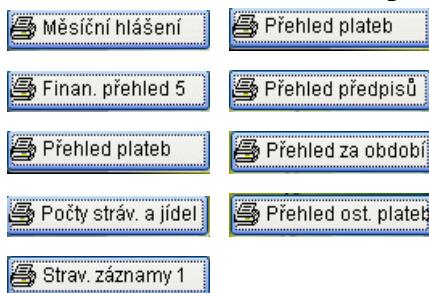 Měsíční hlášení
Přehled plateb
Finan. přehled 5
Přehled předpisů
Přehled plateb
Přehled za období
Počty stráv. a jídel
Přehled ost. plateb
Strav. záznamy 1